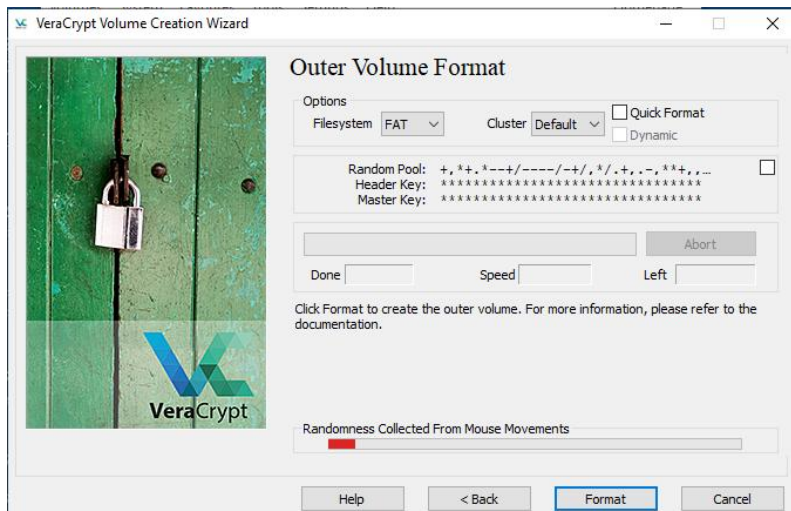 VeraCrypt Volume Creation Wizard
Outer Volume Format
Options
Filesystem FAT Cluster Default Quick Format
Dynamic
Random Pool: +,*+.*--+/----/-+/,*/.+,.-,**+,,...
Header Key: ********************************
Master Key: ********************************
Abort
Done Speed Left
Click Format to create the outer volume. For more information, please refer to the
documentation.
VeraCrypt
Randomness Collected From Mouse Movements
Help < Back Format Cancel